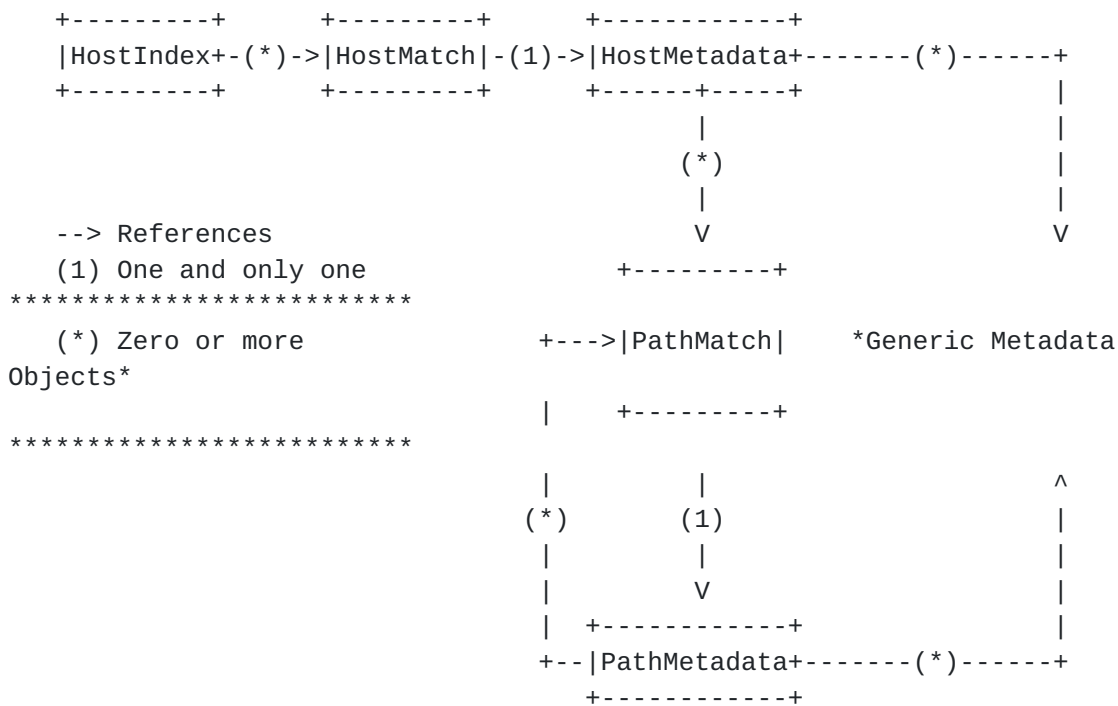 +---------+         +---------+         +------------+
|HostIndex+-(*)->|HostMatch|-(1)->|HostMetadata+-------(*)------+
+---------+         +---------+         +------+-----+                |
|                              |
(*)                             |
|                              |
--> References                              V                              V
(1) One and only one                   +---------+
**************************
(*) Zero or more                +--->|PathMatch|     *Generic Metadata
Objects*
|     +---------+
**************************
|          |                              ^
(*)        (1)                             |
|          |                              |
|          V                              |
|   +------------+                        |
+--|PathMetadata+-------(*)------+
+------------+